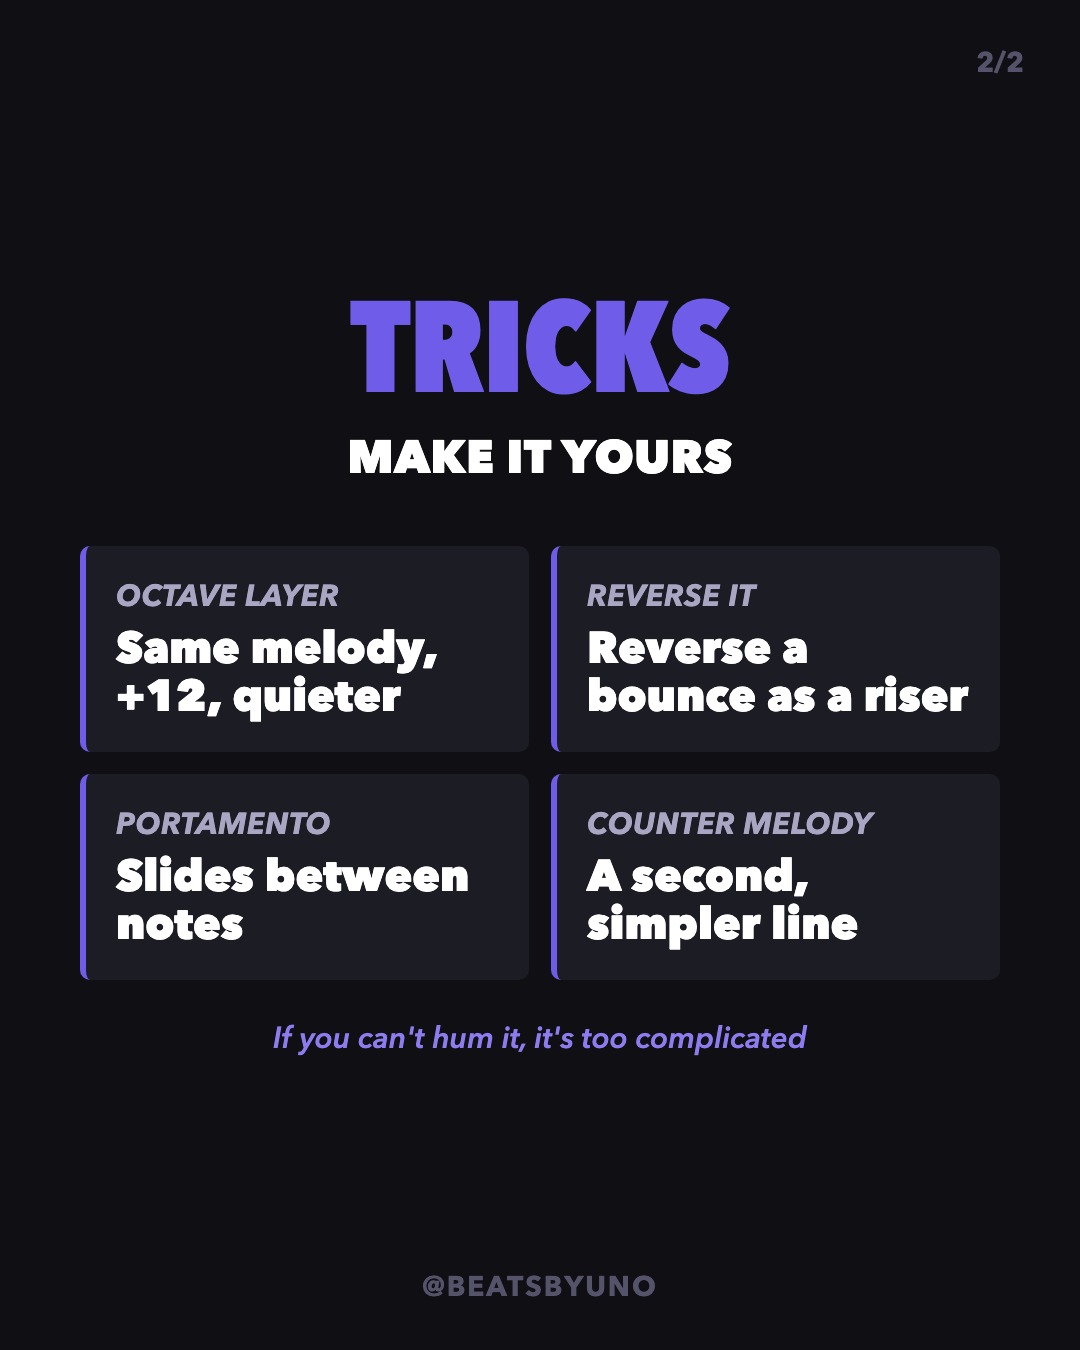 2/2
TRICKS
MAKE IT YOURS
OCTAVE LAYER
Same melody,
+12, quieter
REVERSE IT
Reverse a
bounce as a riser
PORTAMENTO
Slides between
notes
COUNTER MELODY
A second,
simpler line
If you can't hum it, it's too complicated
@BEATSBYUNO